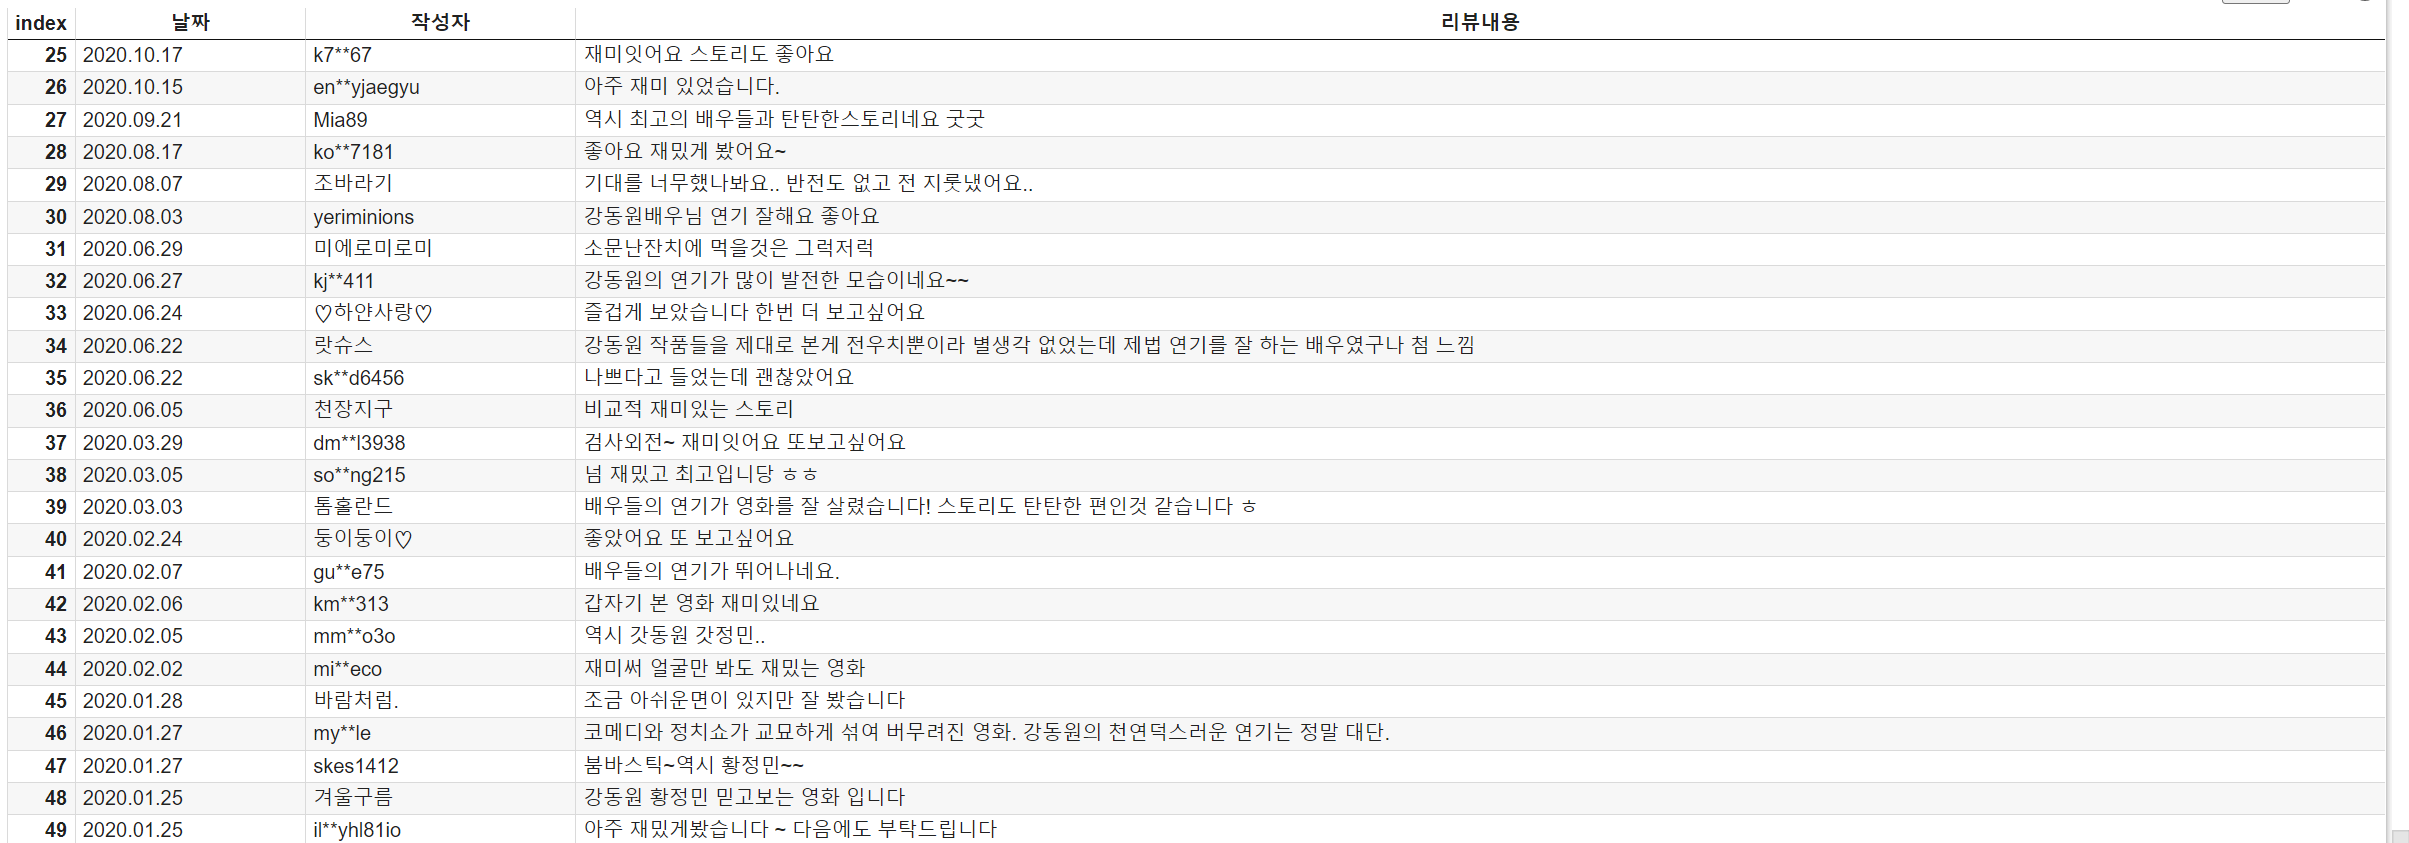 index 날짜 작성자 리뷰내용
25 2020.10.17 k7**67 재미잇어요 스토리도 좋아요
26 2020.10.15 en**yjaegyu 아주 재미 있었습니다.
27 2020.09.21 Mia89 역시 최고의 배우들과 탄탄한스토리네요 굿굿
28 2020.08.17 ko**7181 좋아요 재밌게 봤어요~
29 2020.08.07 조바라기 기대를 너무했나봐요.. 반전도 없고 전 지룻냈어요..
30 2020.08.03 yeriminions 강동원배우님 연기 잘해요 좋아요
31 2020.06.29 미에로미로미 소문난잔치에 먹을것은 그럭저럭
32 2020.06.27 kj**411 강동원의 연기가 많이 발전한 모습이네요~~
33 2020.06.24 ♡하얀사랑♡ 즐겁게 보았습니다 한번 더 보고싶어요
34 2020.06.22 랏슈스 강동원 작품들을 제대로 본게 전우치뿐이라 별생각 없었는데 제법 연기를 잘 하는 배우였구나 첨 느낌
35 2020.06.22 sk**d6456 나쁘다고 들었는데 괜찮았어요
36 2020.06.05 천장지구 비교적 재미있는 스토리
37 2020.03.29 dm**l3938 검사외전~ 재미잇어요 또보고싶어요
38 2020.03.05 so**ng215 넘 재밌고 최고입니당 ㅎㅎ
39 2020.03.03 톰홀란드 배우들의 연기가 영화를 잘 살렸습니다! 스토리도 탄탄한 편인것 같습니다 ㅎ
40 2020.02.24 둥이둥이♡ 좋았어요 또 보고싶어요
41 2020.02.07 gu**e75 배우들의 연기가 뛰어나네요.
42 2020.02.06 km**313 갑자기 본 영화 재미있네요
43 2020.02.05 mm**o3o 역시 갓동원 갓정민..
44 2020.02.02 mi**eco 재미써 얼굴만 봐도 재밌는 영화
45 2020.01.28 바람처럼. 조금 아쉬운면이 있지만 잘 봤습니다
46 2020.01.27 my**le 코메디와 정치쇼가 교묘하게 섞여 버무려진 영화. 강동원의 천연덕스러운 연기는 정말 대단.
47 2020.01.27 skes1412 붐바스틱~역시 황정민~~
48 2020.01.25 겨울구름 강동원 황정민 믿고보는 영화 입니다
49 2020.01.25 il**yhl81io 아주 재밌게봤습니다 ~ 다음에도 부탁드립니다